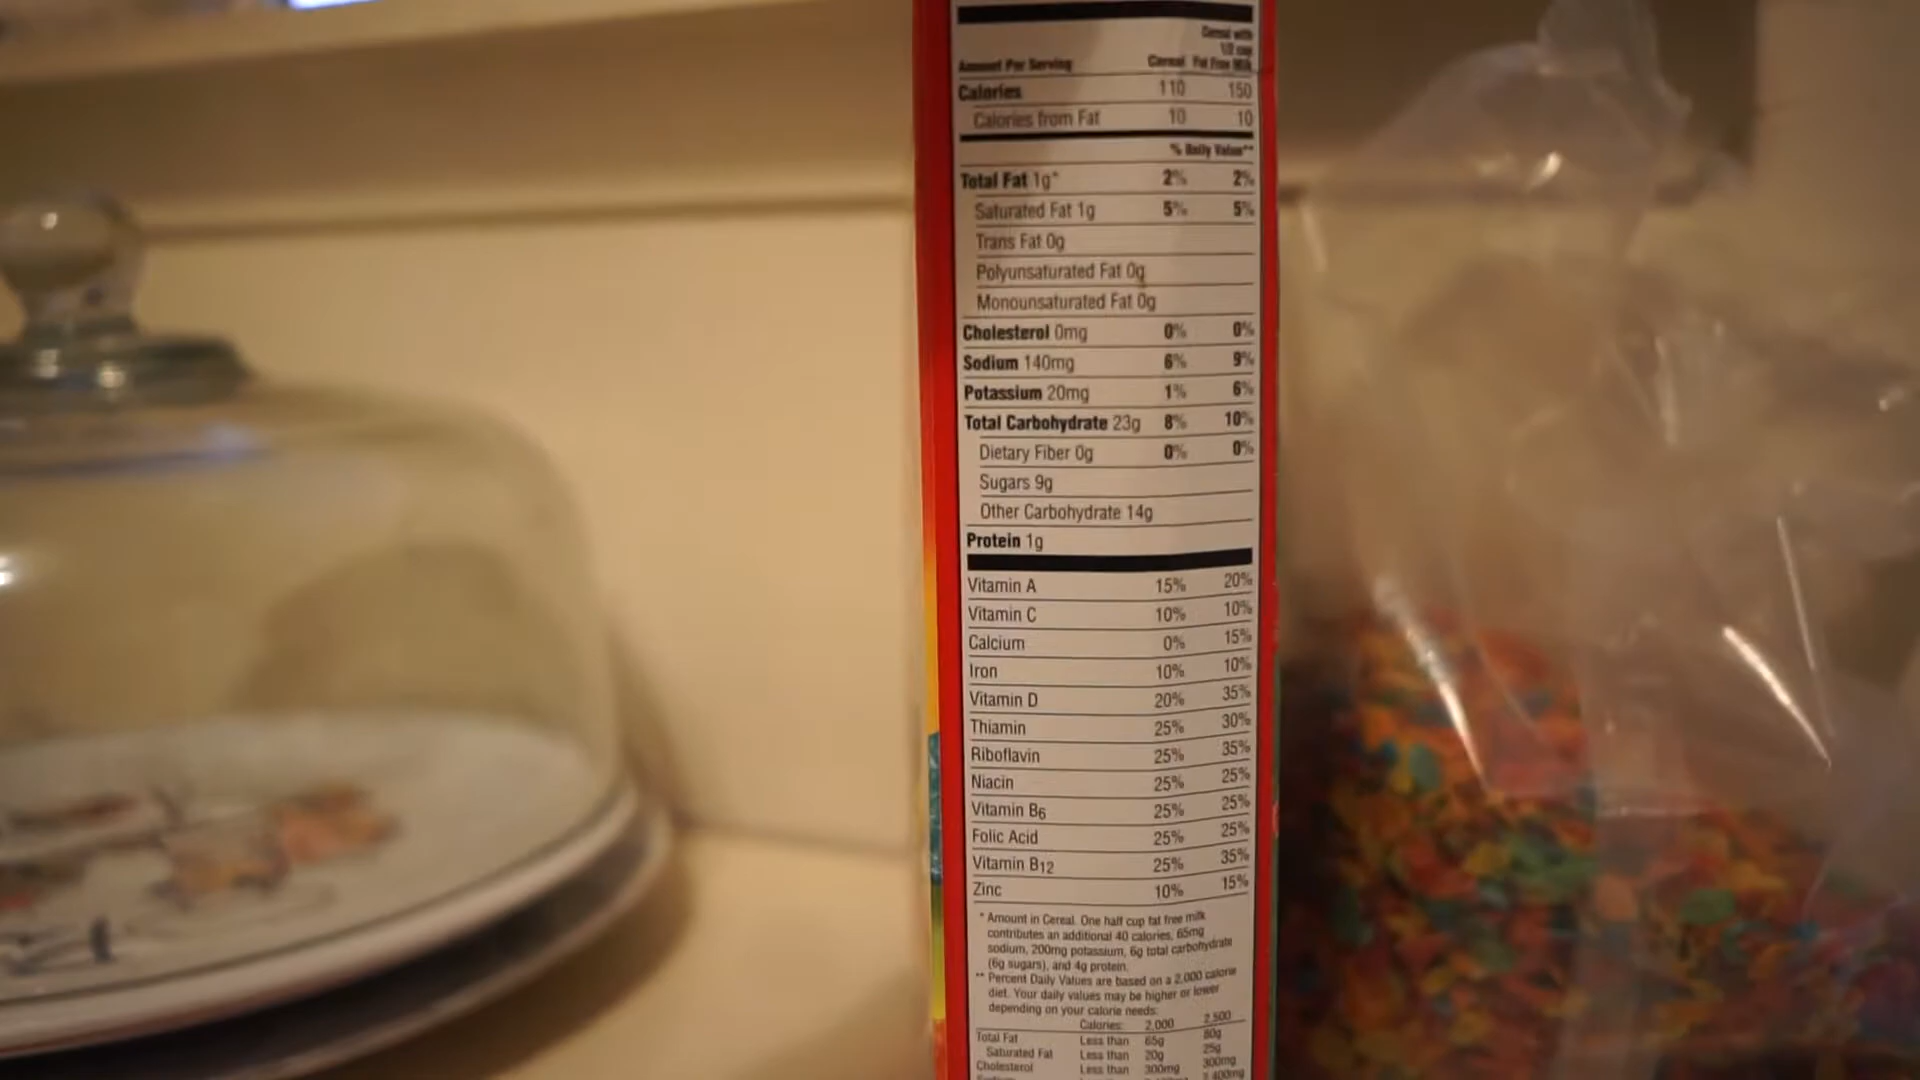 Cereal with
1/2 cup
Amount Per Serving Cereal Fat Free Milk
Calories 110 150
Calories from Fat 10 10
% Daily Value**
Total Fat 1g* 2% 2%
Saturated Fat 1g 5% 5%
Trans Fat 0g
Polyunsaturated Fat 0g
Monounsaturated Fat 0g
Cholesterol 0mg 0% 0%
Sodium 140mg 6% 9%
Potassium 20mg 1% 6%
Total Carbohydrate 23g 8% 10%
Dietary Fiber 0g 0% 0%
Sugars 9g
Other Carbohydrate 14g
Protein 1g
Vitamin A 15% 20%
Vitamin C 10% 10%
Calcium 0% 15%
Iron 10% 10%
Vitamin D 20% 35%
Thiamin 25% 30%
Riboflavin 25% 35%
Niacin 25% 25%
Vitamin B6 25% 25%
Folic Acid 25% 25%
Vitamin B12 25% 35%
Zinc 10% 15%
* Amount in Cereal. One half cup fat free milk
contributes an additional 40 calories, 65mg
sodium, 200mg potassium, 6g total carbohydrate
(6g sugars), and 4g protein.
** Percent Daily Values are based on a 2,000 calorie
diet. Your daily values may be higher or lower
depending on your calorie needs:
Calories: 2,000 2,500
Total Fat Less than 65g 80g
Saturated Fat Less than 20g 25g
Cholesterol Less than 300mg 300mg